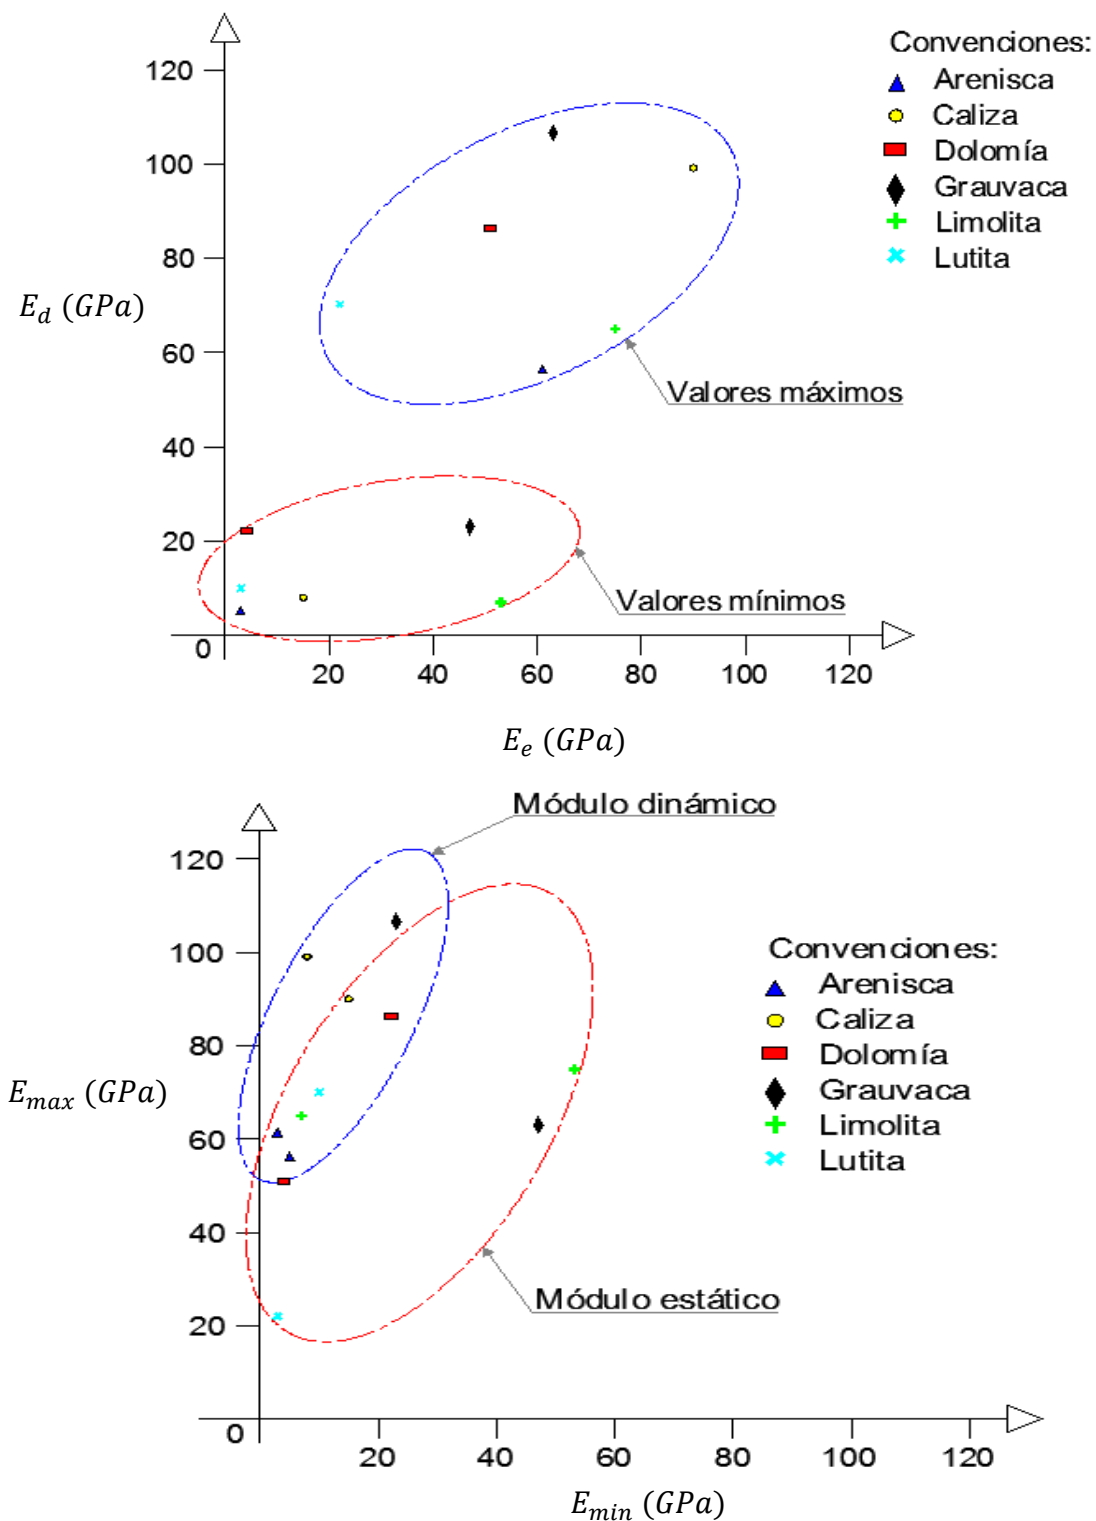 Convenciones:
Arenisca
Caliza
Dolomía
Grauvaca
Limolita
Lutita
120
100
80
60
40
20
0
E_d (GPa)
Valores máximos
Valores mínimos
20 40 60 80 100 120
E_e (GPa)
Módulo dinámico
120
100
80
60
40
20
0
E_max (GPa)
Convenciones:
Arenisca
Caliza
Dolomía
Grauvaca
Limolita
Lutita
Módulo estático
20 40 60 80 100 120
E_min (GPa)